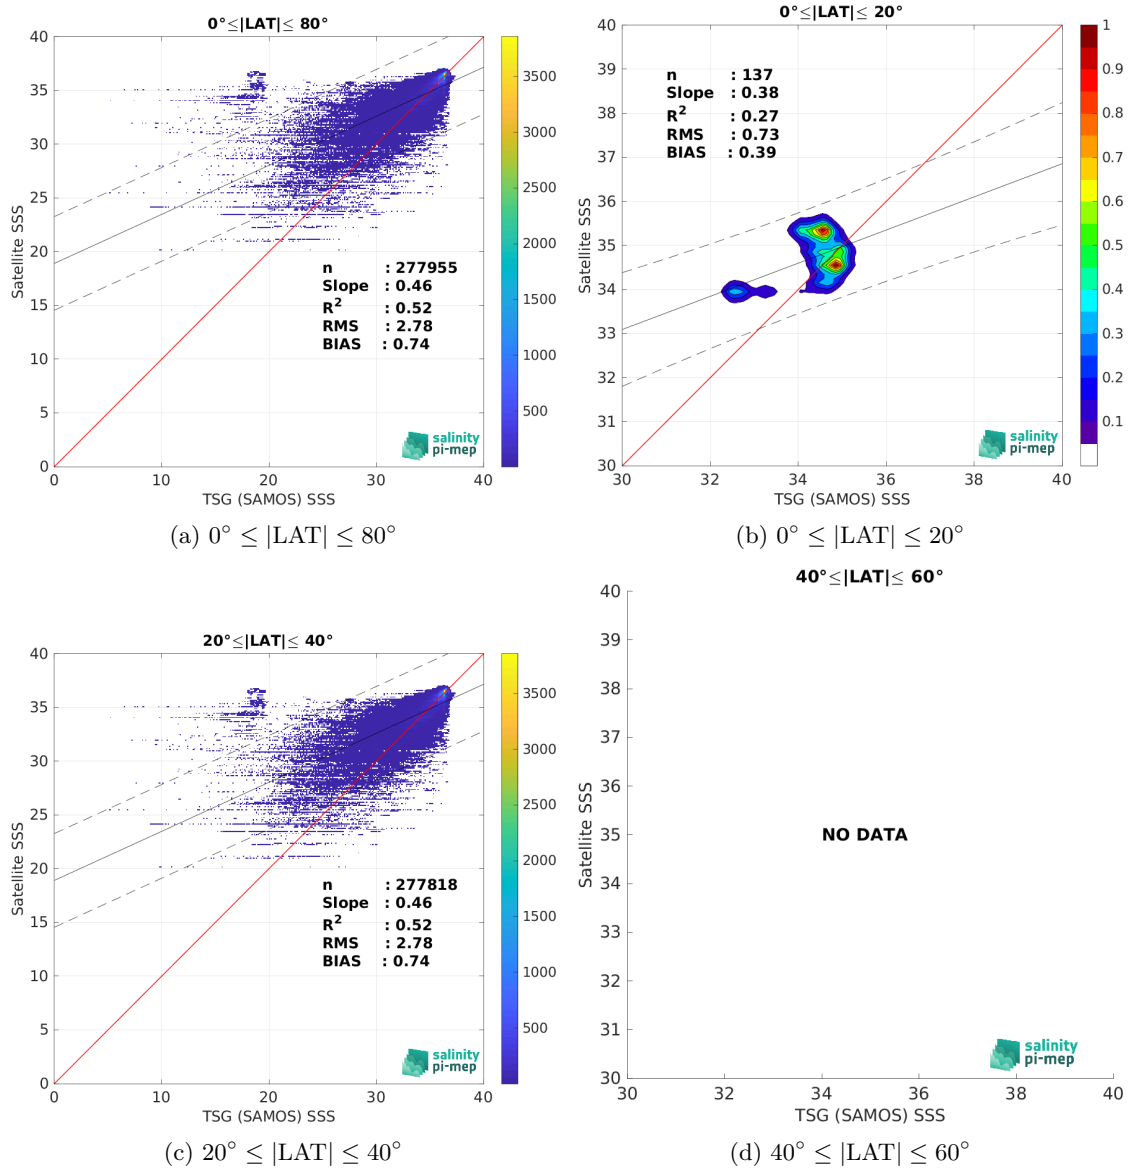 0°≤|LAT|≤ 80°
40
35
30
25
20
15
10
5
0
Satellite SSS
n : 277955
Slope : 0.46
R² : 0.52
RMS : 2.78
BIAS : 0.74
salinity
pi-mep
0 10 20 30 40
TSG (SAMOS) SSS
3500
3000
2500
2000
1500
1000
500
(a) 0° ≤ |LAT| ≤ 80°
0°≤|LAT|≤ 20°
40
39
38
37
36
35
34
33
32
31
30
Satellite SSS
n : 137
Slope : 0.38
R² : 0.27
RMS : 0.73
BIAS : 0.39
salinity
pi-mep
30 32 34 36 38 40
TSG (SAMOS) SSS
1
0.9
0.8
0.7
0.6
0.5
0.4
0.3
0.2
0.1
(b) 0° ≤ |LAT| ≤ 20°
20°≤|LAT|≤ 40°
40
35
30
25
20
15
10
5
0
Satellite SSS
n : 277818
Slope : 0.46
R² : 0.52
RMS : 2.78
BIAS : 0.74
salinity
pi-mep
0 10 20 30 40
TSG (SAMOS) SSS
3500
3000
2500
2000
1500
1000
500
(c) 20° ≤ |LAT| ≤ 40°
40°≤|LAT|≤ 60°
40
39
38
37
36
35
34
33
32
31
30
Satellite SSS
NO DATA
salinity
pi-mep
30 32 34 36 38 40
TSG (SAMOS) SSS
(d) 40° ≤ |LAT| ≤ 60°